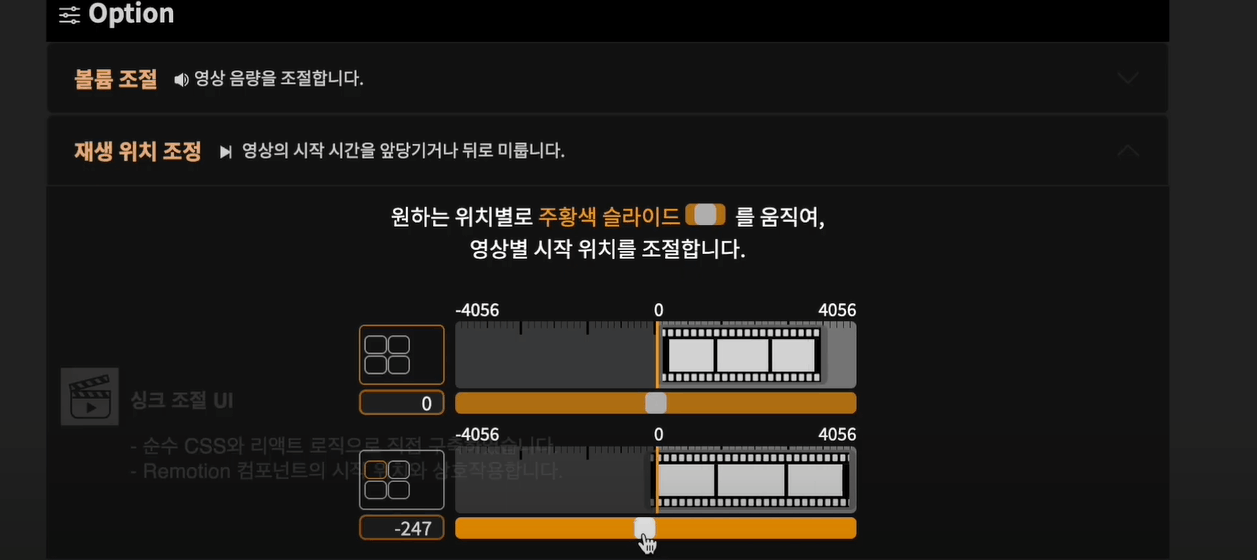 Option
볼륨 조절 영상 음량을 조절합니다.
재생 위치 조정 영상의 시작 시간을 앞당기거나 뒤로 미룹니다.
원하는 위치별로 주황색 슬라이드 를 움직여,
영상별 시작 위치를 조절합니다.
-4056 0 4056
0
싱크 조절 UI
-4056 0 4056
- 순수 CSS와 리액트 로직으로 직접 구축하였습니다.
- Remotion 컴포넌트의 시작 위치와 상호작용합니다.
-247